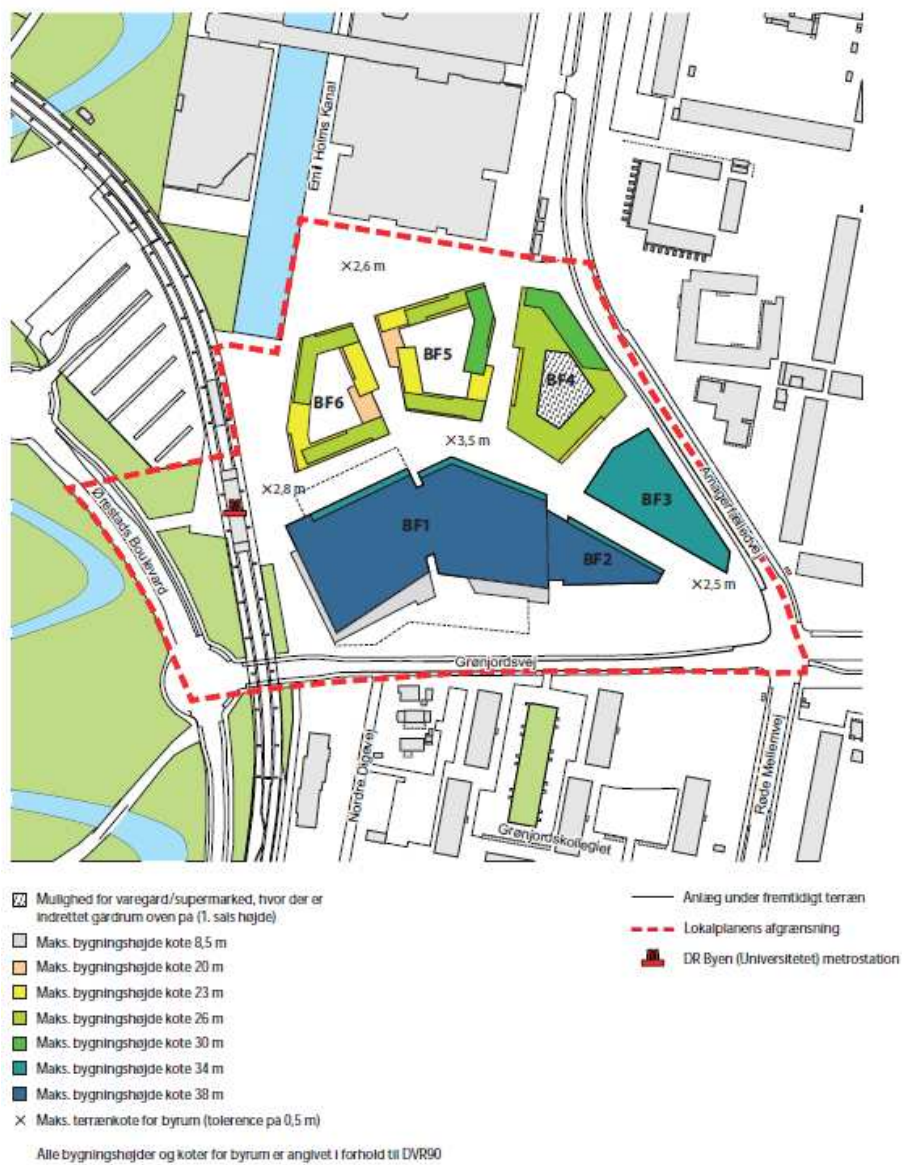 Emil Holms Kanal
×2,6 m
BF5
BF4
BF6
×3,5 m
×2,8 m
BF3
Amagerfælledvej
BF1
Ørestads Boulevard
BF2
×2,5 m
Grønjordsvej
Nordre Digevej
Røde Mellemvej
Grønjordskollegiet
Mulighed for varegård/supermarked, hvor der er
indrettet gårdrum oven på (1. sals højde)
Maks. bygningshøjde kote 8,5 m
Maks. bygningshøjde kote 20 m
Maks. bygningshøjde kote 23 m
Maks. bygningshøjde kote 26 m
Maks. bygningshøjde kote 30 m
Maks. bygningshøjde kote 34 m
Maks. bygningshøjde kote 38 m
× Maks. terrænkote for byrum (tolerence på 0,5 m)
Alle bygningshøjder og koter for byrum er angivet i forhold til DVR90
Anlæg under fremtidigt terræn
Lokalplanens afgrænsning
DR Byen (Universitetet) metrostation